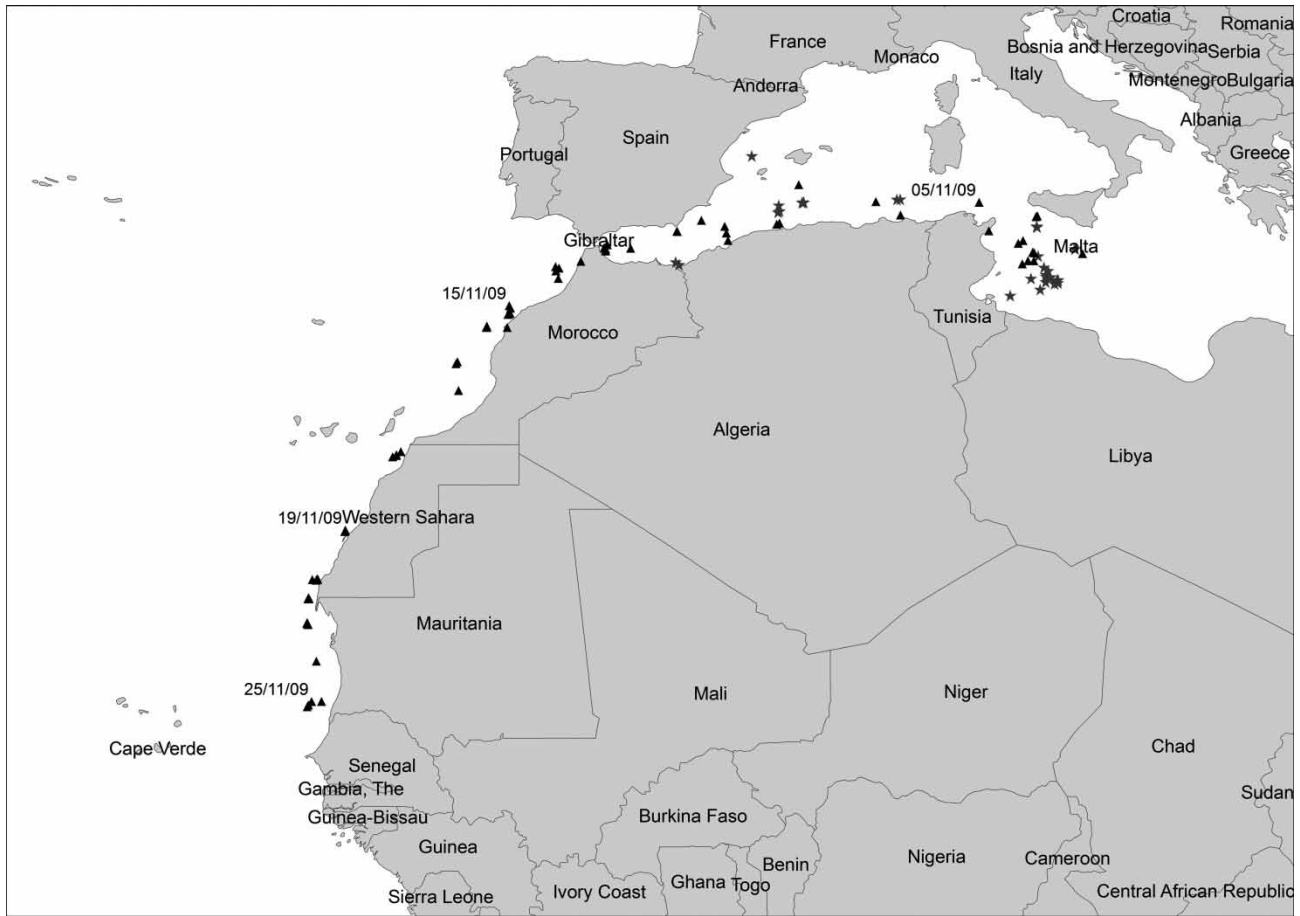 Croatia
Romania
France
Monaco
Bosnia and Herzegovina
Serbia
Italy
Andorra
Montenegro
Bulgaria
Albania
Spain
Portugal
Greece
05/11/09
Gibraltar
Malta
15/11/09
Morocco
Tunisia
Algeria
Libya
19/11/09
Western Sahara
Mauritania
25/11/09
Mali
Niger
Cape Verde
Chad
Senegal
Gambia, The
Sudan
Guinea-Bissau
Burkina Faso
Guinea
Benin
Nigeria
Cameroon
Sierra Leone
Ivory Coast
Ghana
Togo
Central African Republic